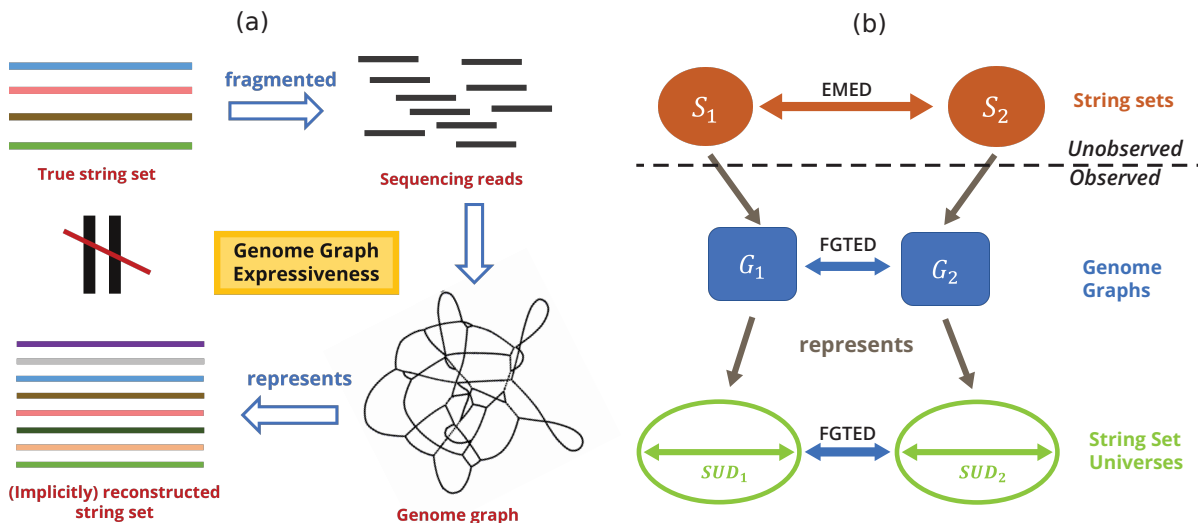 (a)
fragmented
True string set
Sequencing reads
Genome Graph
Expressiveness
represents
(Implicitly) reconstructed
string set
Genome graph
(b)
S₁
EMED
S₂
String sets
Unobserved
Observed
G₁
FGTED
G₂
Genome
Graphs
represents
FGTED
SUD₁
SUD₂
String Set
Universes